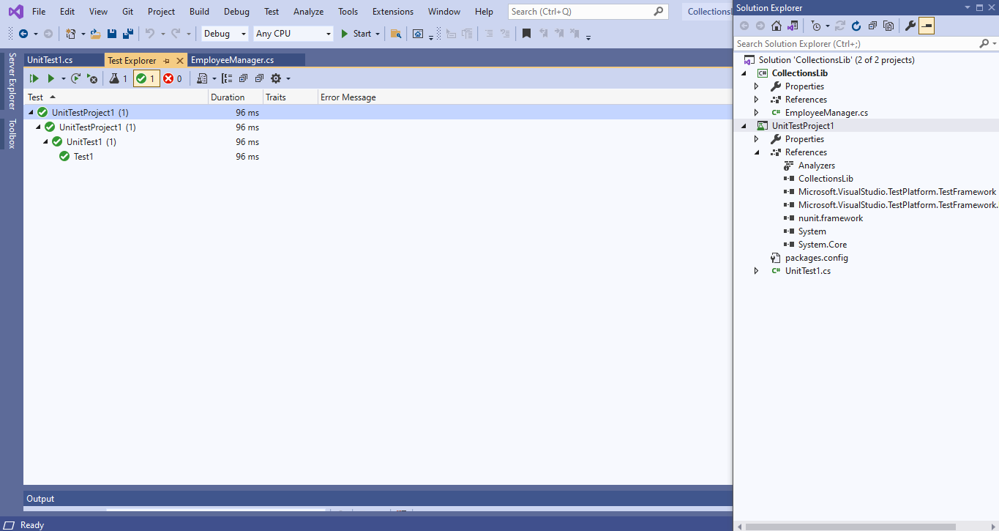 File Edit View Git Project Build Debug Test Analyze Tools Extensions Window Help Search (Ctrl+Q)
Debug Any CPU Start
Server Explorer
Toolbox
UnitTest1.cs Test Explorer EmployeeManager.cs
1 1 0
Test Duration Traits Error Message
UnitTestProject1 (1) 96 ms
UnitTestProject1 (1) 96 ms
UnitTest1 (1) 96 ms
Test1 96 ms
Output
Ready
Solution Explorer
Search Solution Explorer (Ctrl+;)
Solution 'CollectionsLib' (2 of 2 projects)
C# CollectionsLib
Properties
References
C# EmployeeManager.cs
UnitTestProject1
Properties
References
Analyzers
CollectionsLib
Microsoft.VisualStudio.TestPlatform.TestFramework
Microsoft.VisualStudio.TestPlatform.TestFramework.
nunit.framework
System
System.Core
packages.config
C# UnitTest1.cs